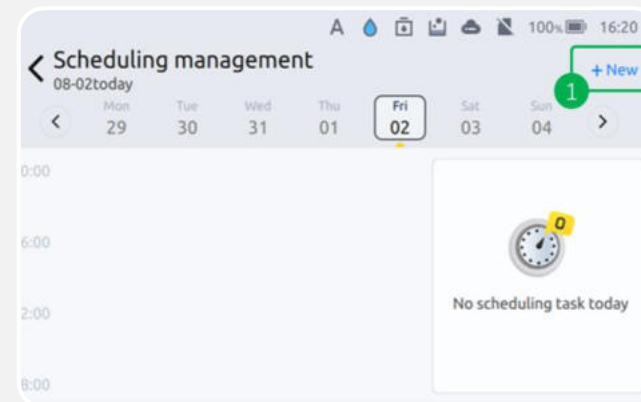 A 100% 16:20
Scheduling management
08-02today
+ New
1
Mon Tue Wed Thu Fri Sat Sun
29 30 31 01 02 03 04
0:00
6:00
2:00
8:00
0
No scheduling task today